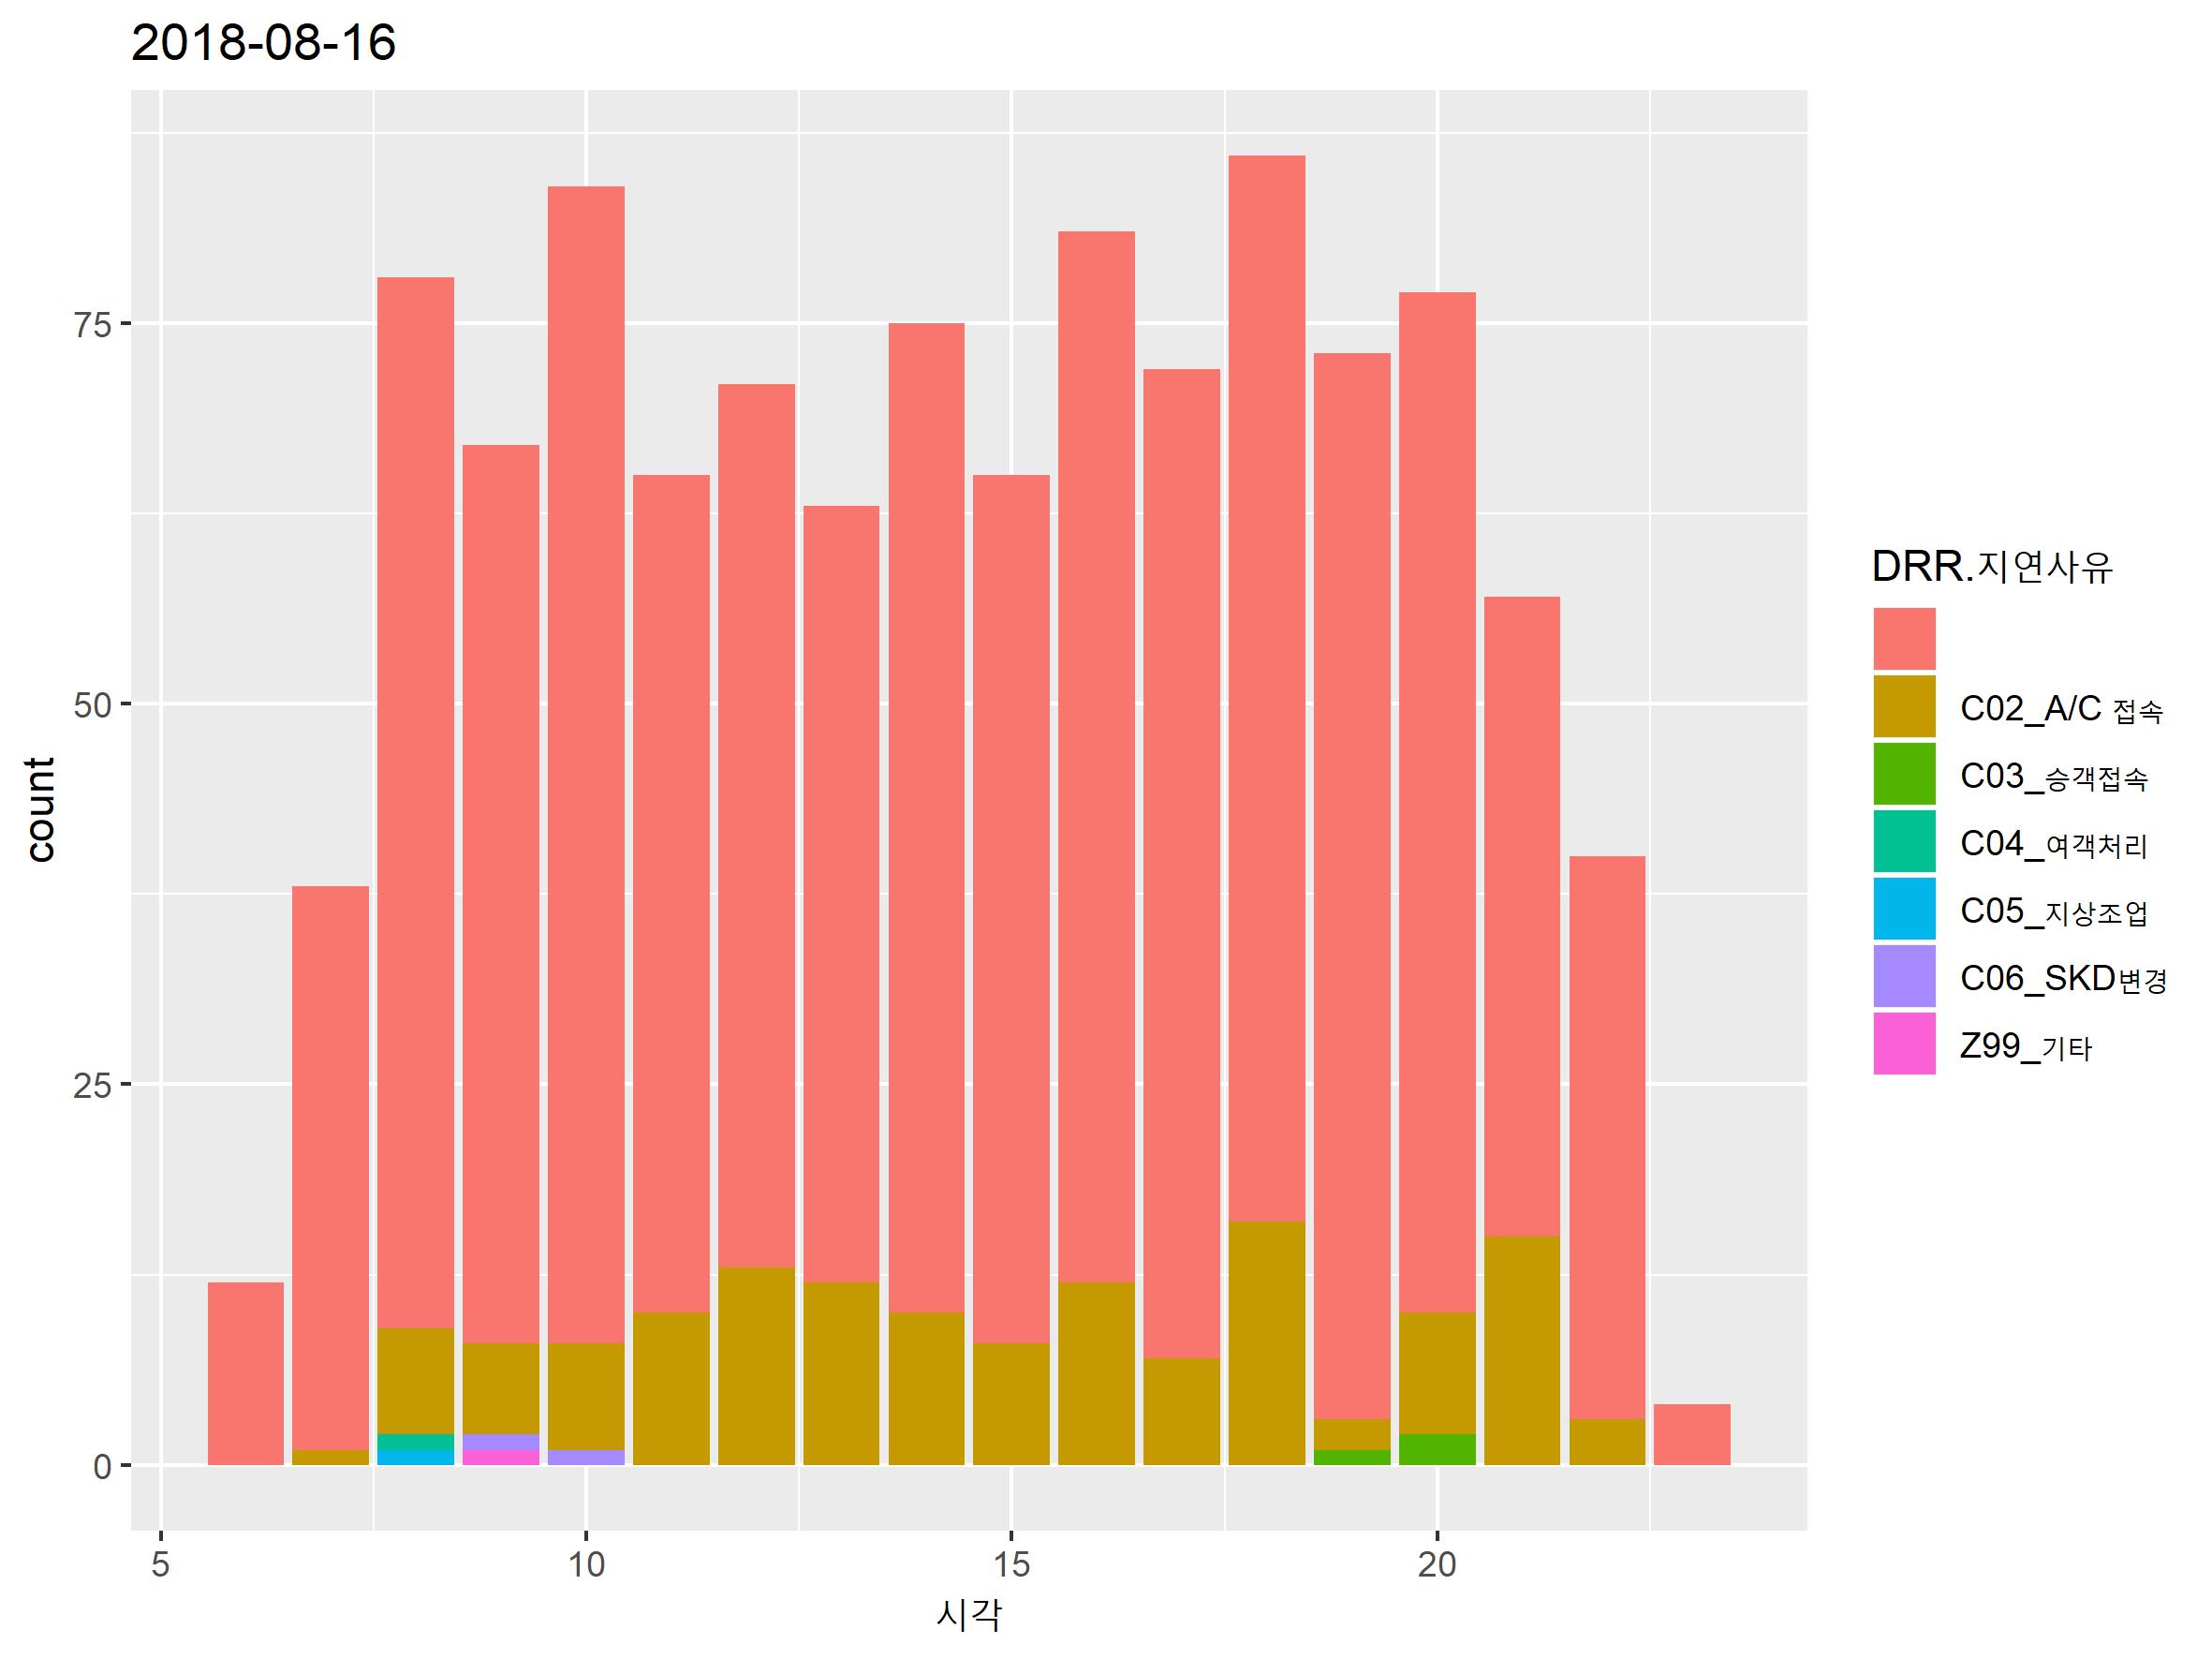 2018-08-16
count
75
50
25
0
5 10 15 20
시각
DRR.지연사유
C02_A/C 접속
C03_승객접속
C04_여객처리
C05_지상조업
C06_SKD변경
Z99_기타